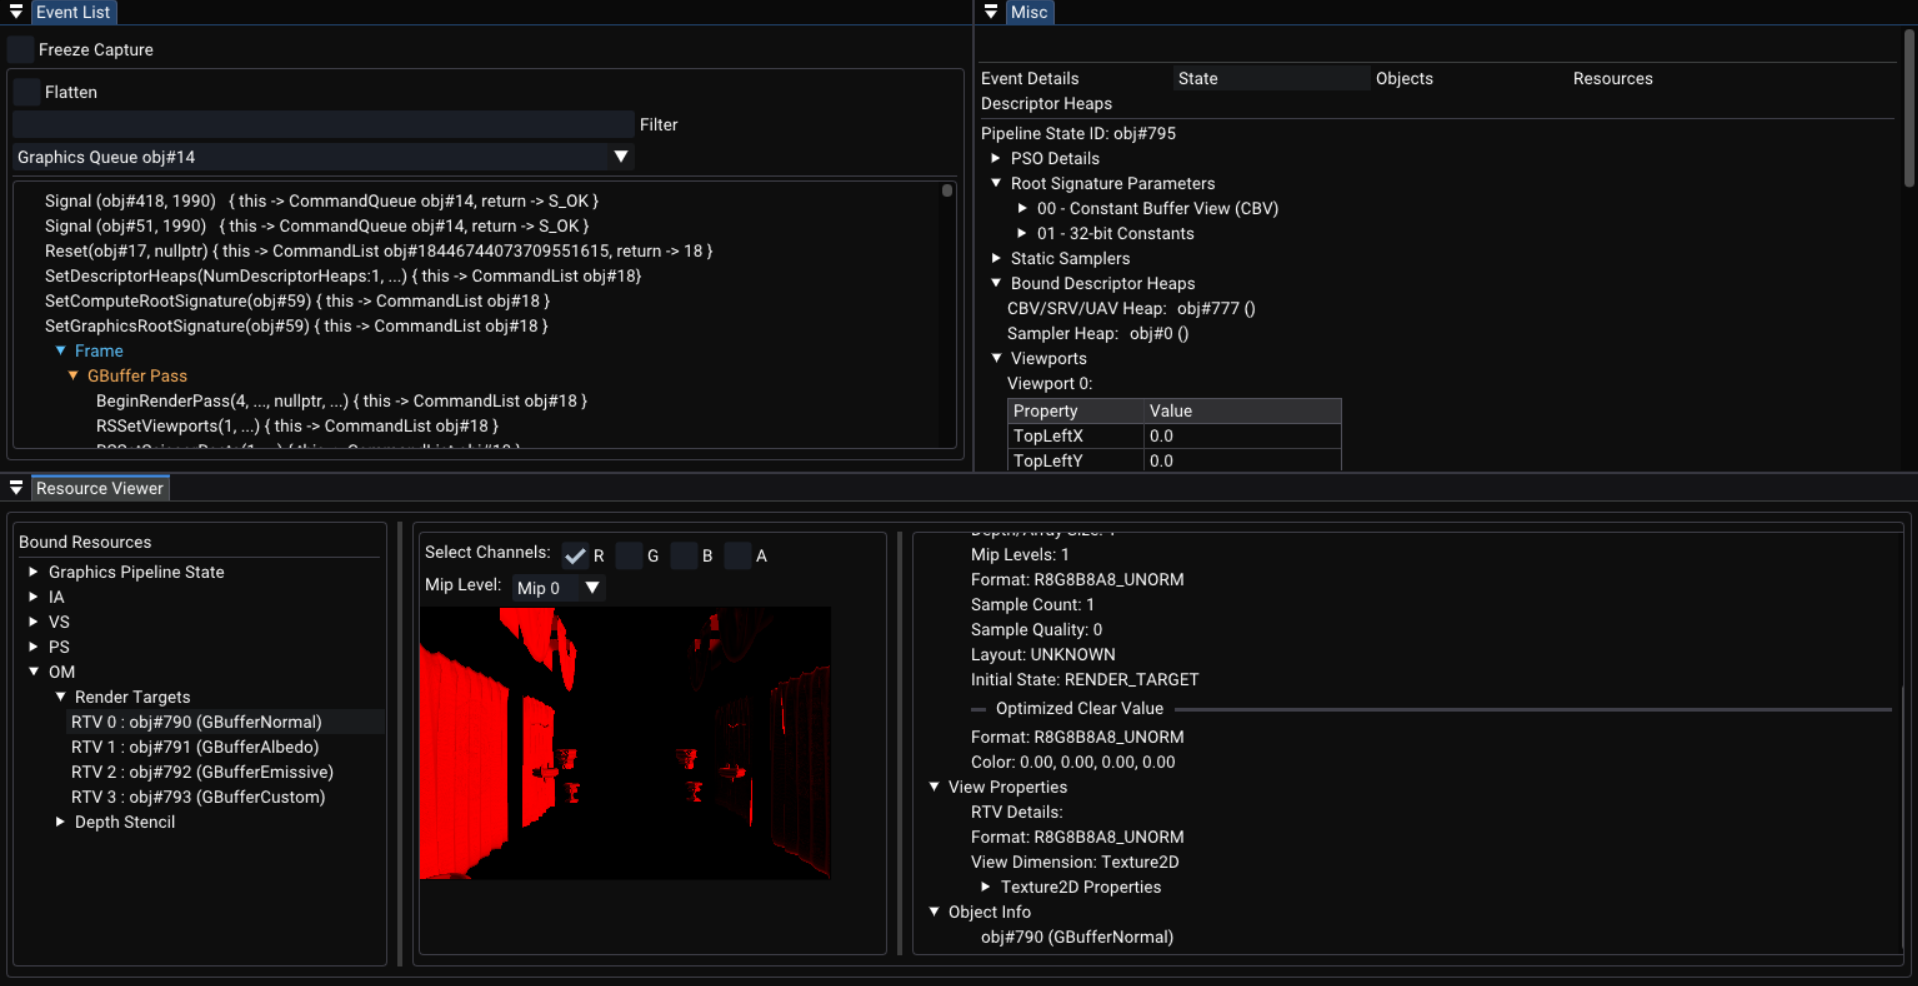 Event List
Freeze Capture
Flatten
Filter
Graphics Queue obj#14
Signal (obj#418, 1990) { this -> CommandQueue obj#14, return -> S_OK }
Signal (obj#51, 1990) { this -> CommandQueue obj#14, return -> S_OK }
Reset(obj#17, nullptr) { this -> CommandList obj#18446744073709551615, return -> 18 }
SetDescriptorHeaps(NumDescriptorHeaps:1, ...) { this -> CommandList obj#18}
SetComputeRootSignature(obj#59) { this -> CommandList obj#18 }
SetGraphicsRootSignature(obj#59) { this -> CommandList obj#18 }
Frame
GBuffer Pass
BeginRenderPass(4, ..., nullptr, ...) { this -> CommandList obj#18 }
RSSetViewports(1, ...) { this -> CommandList obj#18 }
Misc
Event Details State Objects Resources
Descriptor Heaps
Pipeline State ID: obj#795
PSO Details
Root Signature Parameters
00 - Constant Buffer View (CBV)
01 - 32-bit Constants
Static Samplers
Bound Descriptor Heaps
CBV/SRV/UAV Heap: obj#777 ()
Sampler Heap: obj#0 ()
Viewports
Viewport 0:
Property Value
TopLeftX 0.0
TopLeftY 0.0
Resource Viewer
Bound Resources
Graphics Pipeline State
IA
VS
PS
OM
Render Targets
RTV 0 : obj#790 (GBufferNormal)
RTV 1 : obj#791 (GBufferAlbedo)
RTV 2 : obj#792 (GBufferEmissive)
RTV 3 : obj#793 (GBufferCustom)
Depth Stencil
Select Channels: R G B A
Mip Level: Mip 0
Mip Levels: 1
Format: R8G8B8A8_UNORM
Sample Count: 1
Sample Quality: 0
Layout: UNKNOWN
Initial State: RENDER_TARGET
Optimized Clear Value
Format: R8G8B8A8_UNORM
Color: 0.00, 0.00, 0.00, 0.00
View Properties
RTV Details:
Format: R8G8B8A8_UNORM
View Dimension: Texture2D
Texture2D Properties
Object Info
obj#790 (GBufferNormal)